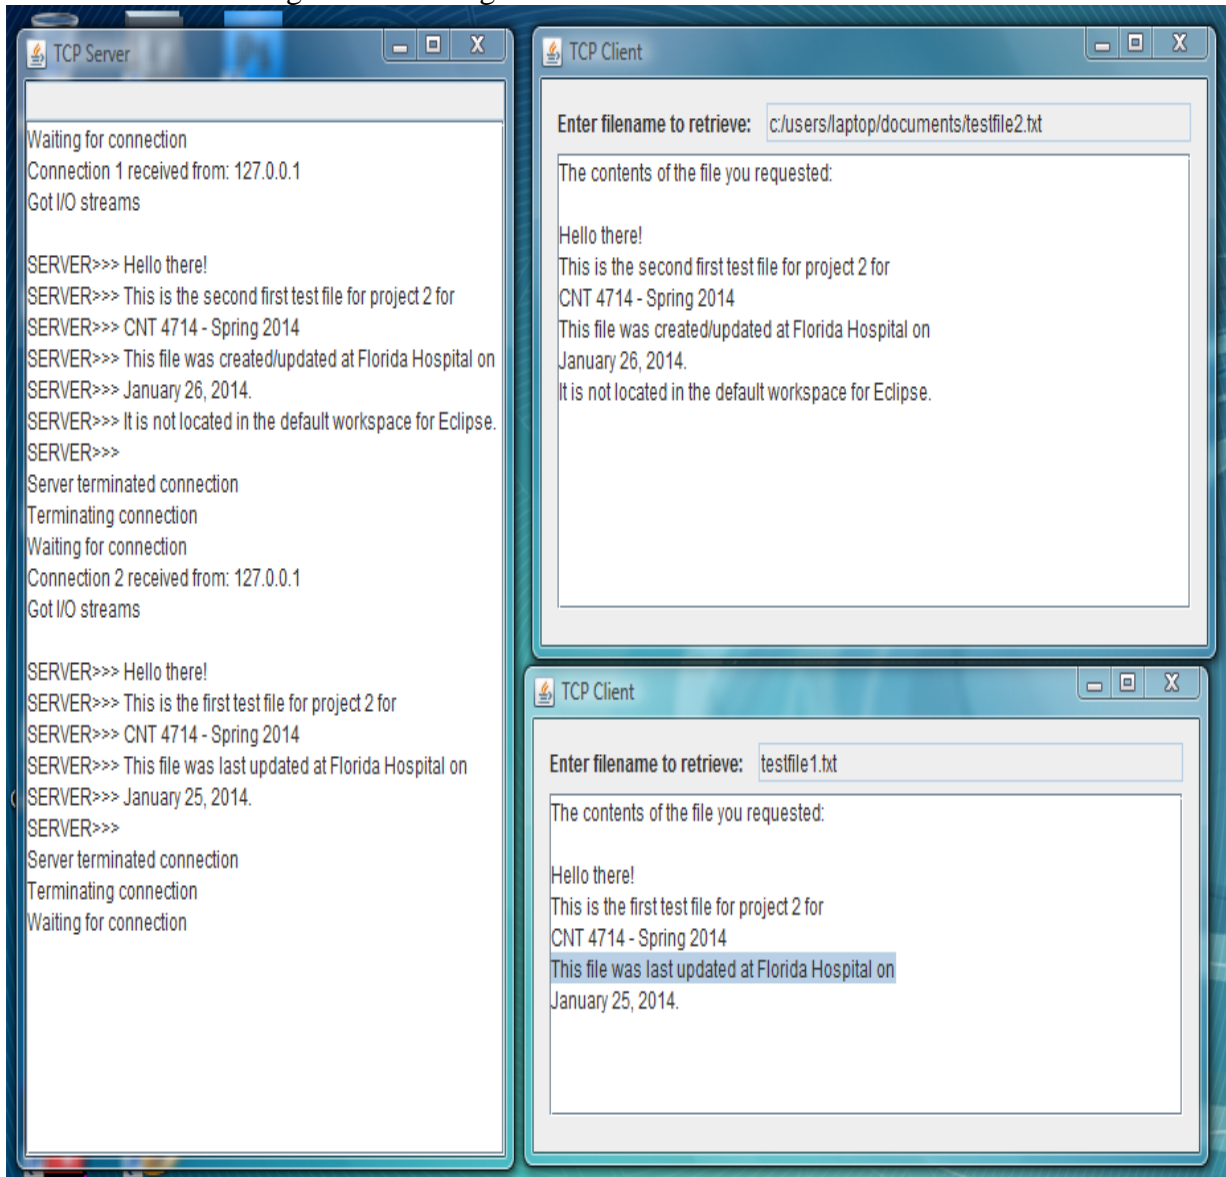 TCP Server
Waiting for connection
Connection 1 received from: 127.0.0.1
Got I/O streams
SERVER>>> Hello there!
SERVER>>> This is the second first test file for project 2 for
SERVER>>> CNT 4714 - Spring 2014
SERVER>>> This file was created/updated at Florida Hospital on
SERVER>>> January 26, 2014.
SERVER>>> It is not located in the default workspace for Eclipse.
SERVER>>>
Server terminated connection
Terminating connection
Waiting for connection
Connection 2 received from: 127.0.0.1
Got I/O streams
SERVER>>> Hello there!
SERVER>>> This is the first test file for project 2 for
SERVER>>> CNT 4714 - Spring 2014
SERVER>>> This file was last updated at Florida Hospital on
SERVER>>> January 25, 2014.
SERVER>>>
Server terminated connection
Terminating connection
Waiting for connection
TCP Client
Enter filename to retrieve: c:/users/laptop/documents/testfile2.txt
The contents of the file you requested:
Hello there!
This is the second first test file for project 2 for
CNT 4714 - Spring 2014
This file was created/updated at Florida Hospital on
January 26, 2014.
It is not located in the default workspace for Eclipse.
TCP Client
Enter filename to retrieve: testfile1.txt
The contents of the file you requested:
Hello there!
This is the first test file for project 2 for
CNT 4714 - Spring 2014
This file was last updated at Florida Hospital on
January 25, 2014.